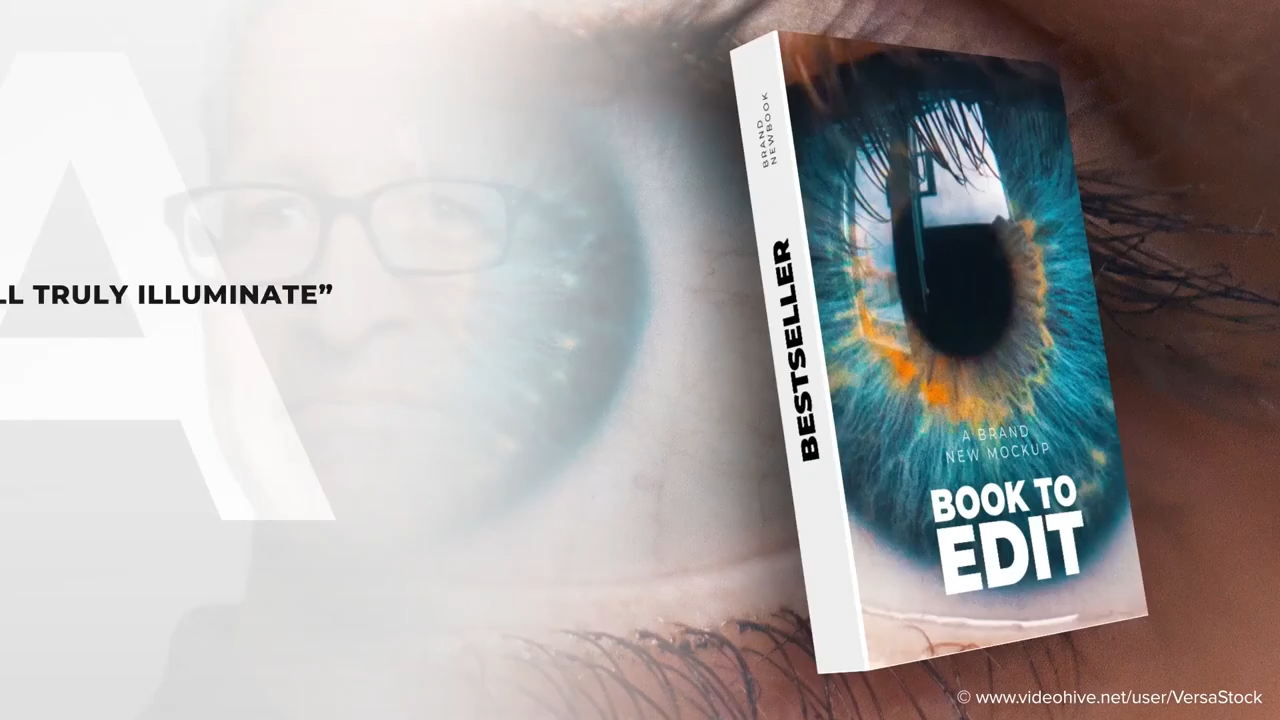 A
LL TRULY ILLUMINATE”
BRAND
NEWBOOK
BESTSELLER
A BRAND
NEW MOCKUP
BOOK TO
EDIT
© www.videohive.net/user/VersaStock